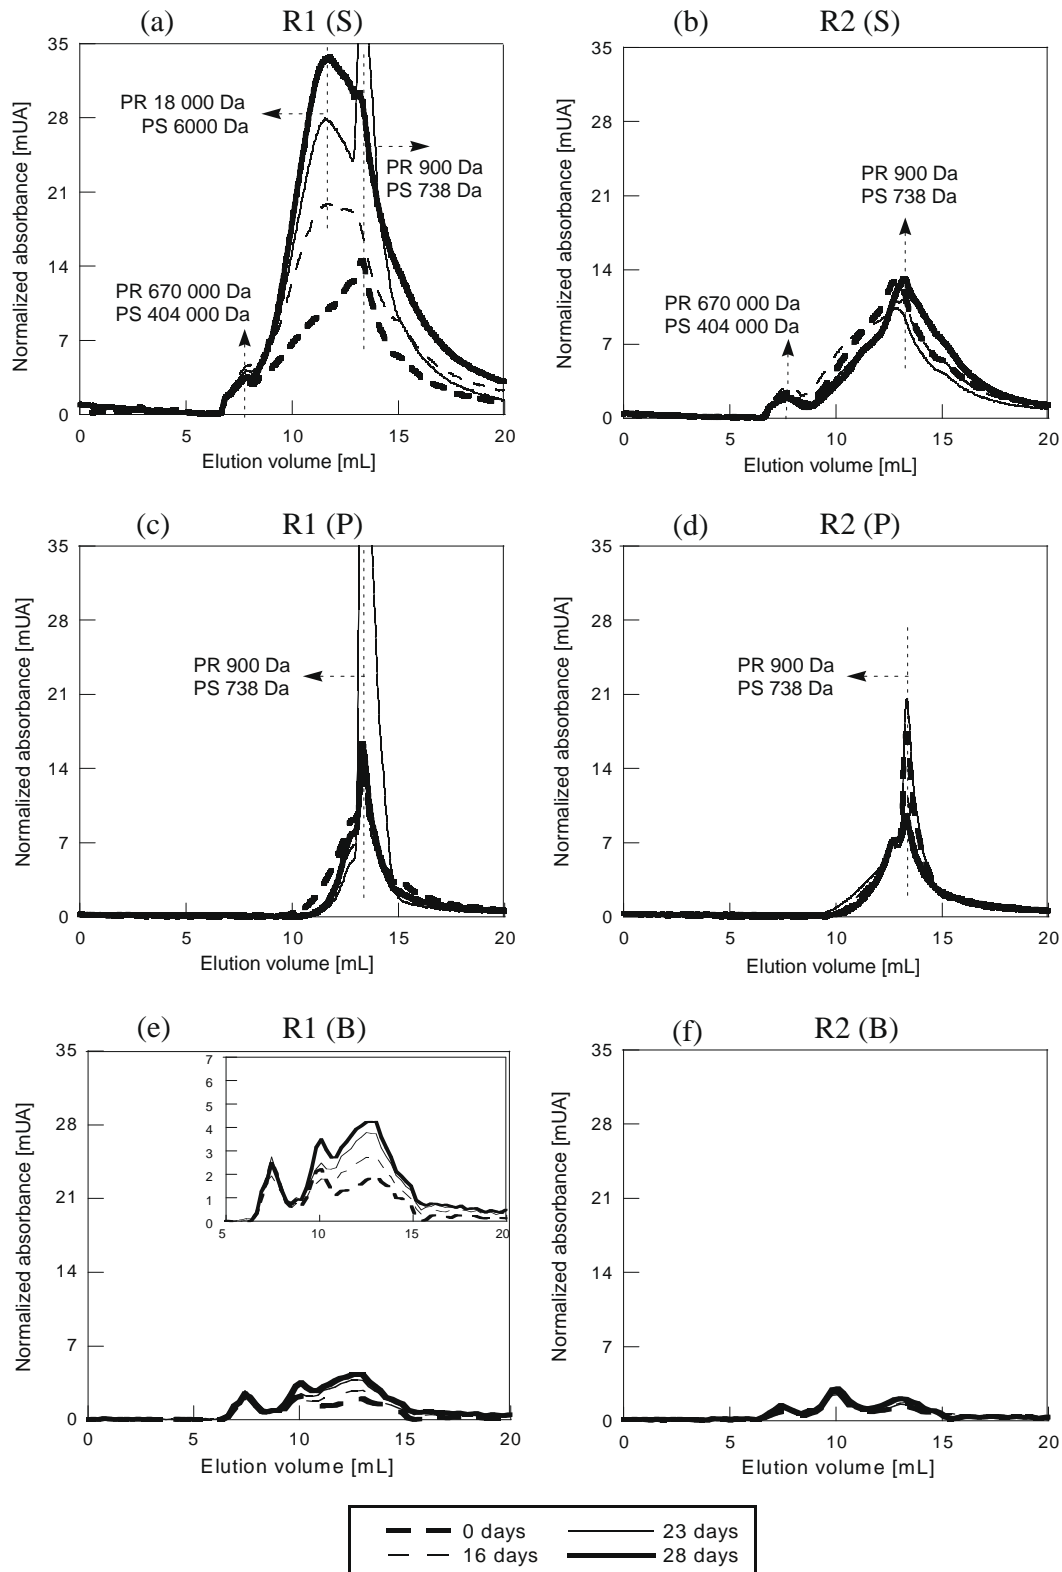 (a) R1 (S)
35
28
21
14
7
0
Normalized absorbance [mUA]
PR 18 000 Da
PS 6000 Da
PR 900 Da
PS 738 Da
PR 670 000 Da
PS 404 000 Da
0 5 10 15 20
Elution volume [mL]
(b) R2 (S)
35
28
21
14
7
0
Normalized absorbance [mUA]
PR 900 Da
PS 738 Da
PR 670 000 Da
PS 404 000 Da
0 5 10 15 20
Elution volume [mL]
(c) R1 (P)
35
28
21
14
7
0
Normalized absorbance [mUA]
PR 900 Da
PS 738 Da
0 5 10 15 20
Elution volume [mL]
(d) R2 (P)
35
28
21
14
7
0
Normalized absorbance [mUA]
PR 900 Da
PS 738 Da
0 5 10 15 20
Elution volume [mL]
(e) R1 (B)
35
28
21
14
7
0
Normalized absorbance [mUA]
7
6
5
4
3
2
1
0
5 10 15 20
0 5 10 15 20
Elution volume [mL]
(f) R2 (B)
35
28
21
14
7
0
Normalized absorbance [mUA]
0 5 10 15 20
Elution volume [mL]
0 days 23 days
16 days 28 days